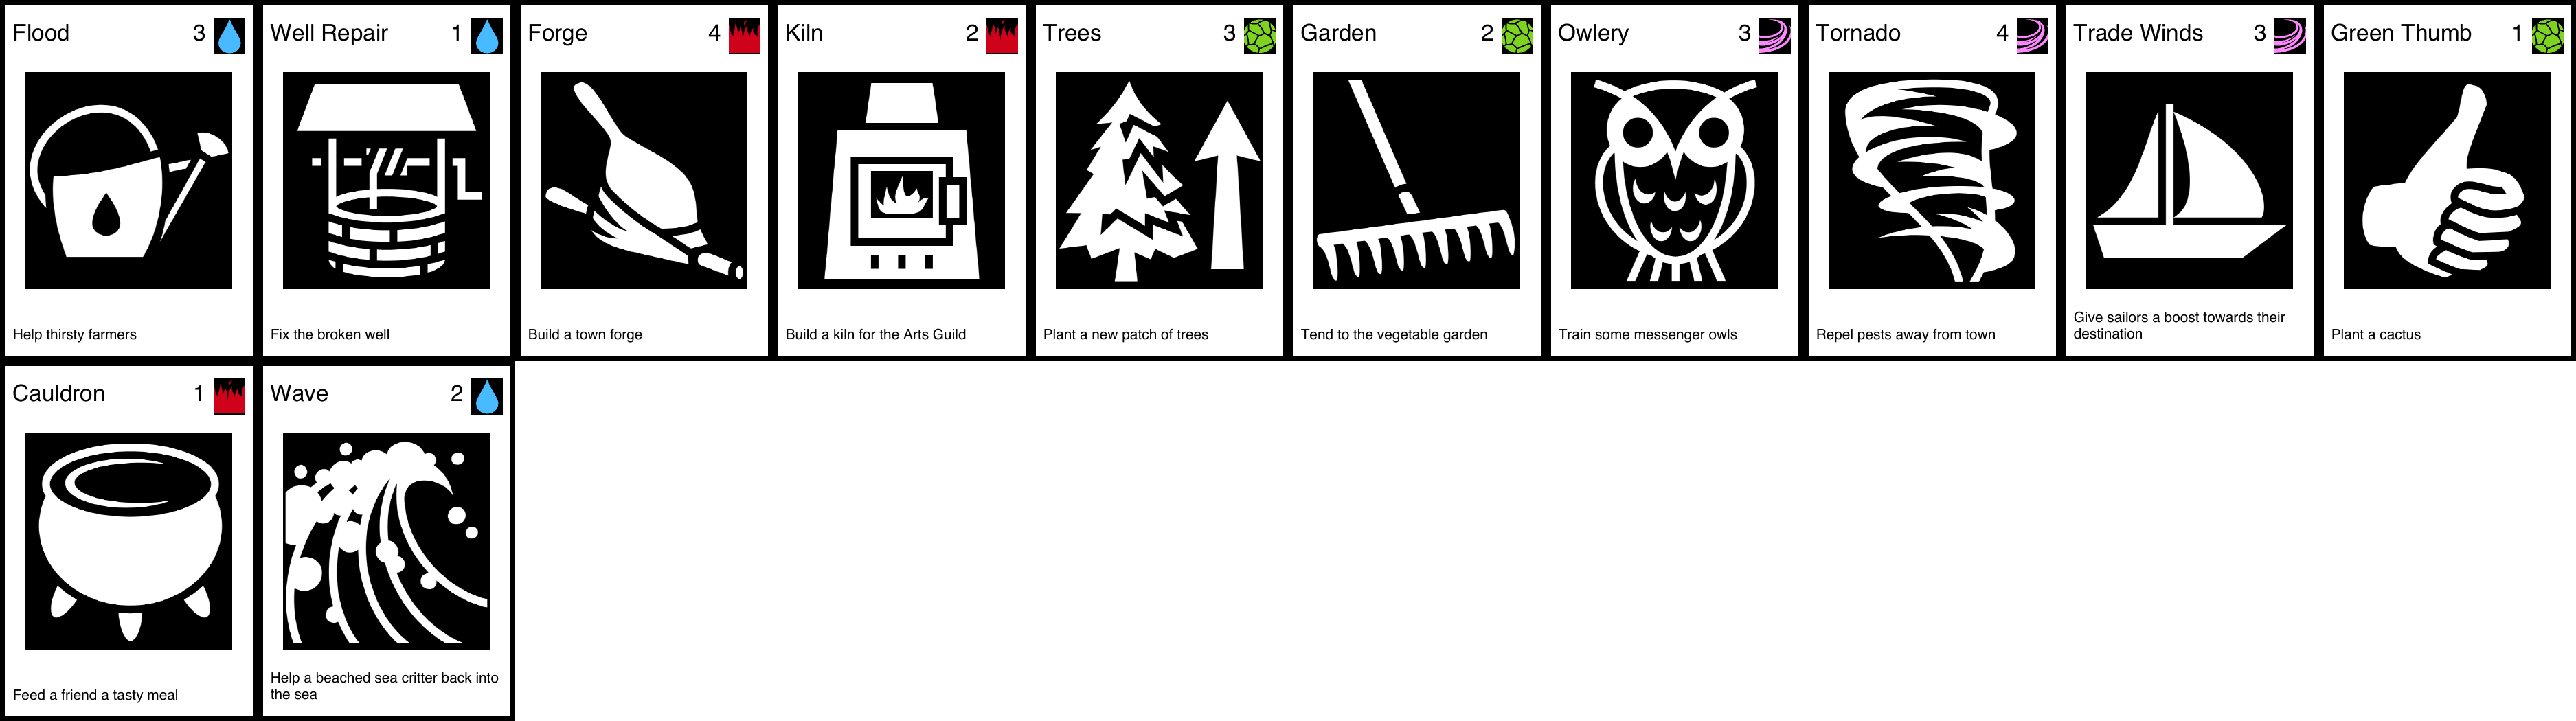 Flood 3
Help thirsty farmers
Well Repair 1
Fix the broken well
Forge 4
Build a town forge
Kiln 2
Build a kiln for the Arts Guild
Trees 3
Plant a new patch of trees
Garden 2
Tend to the vegetable garden
Owlery 3
Train some messenger owls
Tornado 4
Repel pests away from town
Trade Winds 3
Give sailors a boost towards their
destination
Green Thumb 1
Plant a cactus
Cauldron 1
Feed a friend a tasty meal
Wave 2
Help a beached sea critter back into
the sea